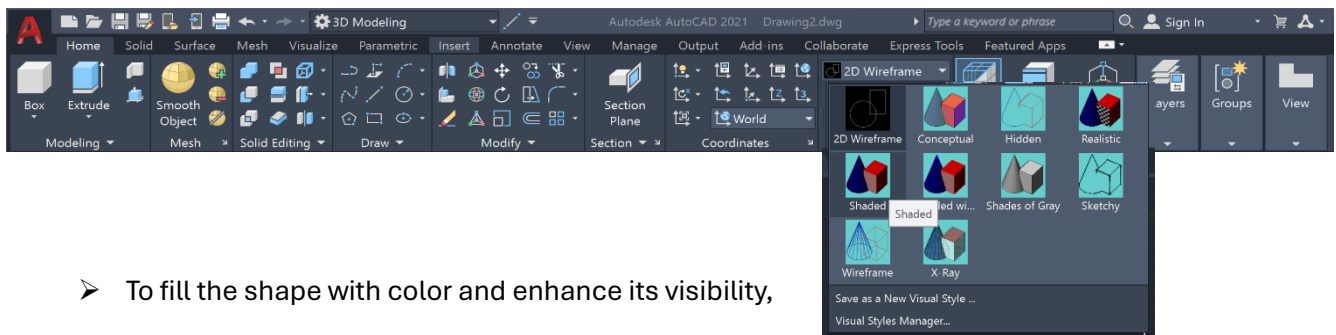 3D Modeling Autodesk AutoCAD 2021 Drawing2.dwg Type a keyword or phrase Sign In
Home Solid Surface Mesh Visualize Parametric Insert Annotate View Manage Output Add-ins Collaborate Express Tools Featured Apps
2D Wireframe
Box Extrude Smooth Object Section Plane World ayers Groups View
Modeling Mesh Solid Editing Draw Modify Section Coordinates
2D Wireframe Conceptual Hidden Realistic
Shaded led wi... Shades of Gray Sketchy
Shaded
Wireframe X-Ray
Save as a New Visual Style ...
Visual Styles Manager...
➢ To fill the shape with color and enhance its visibility,